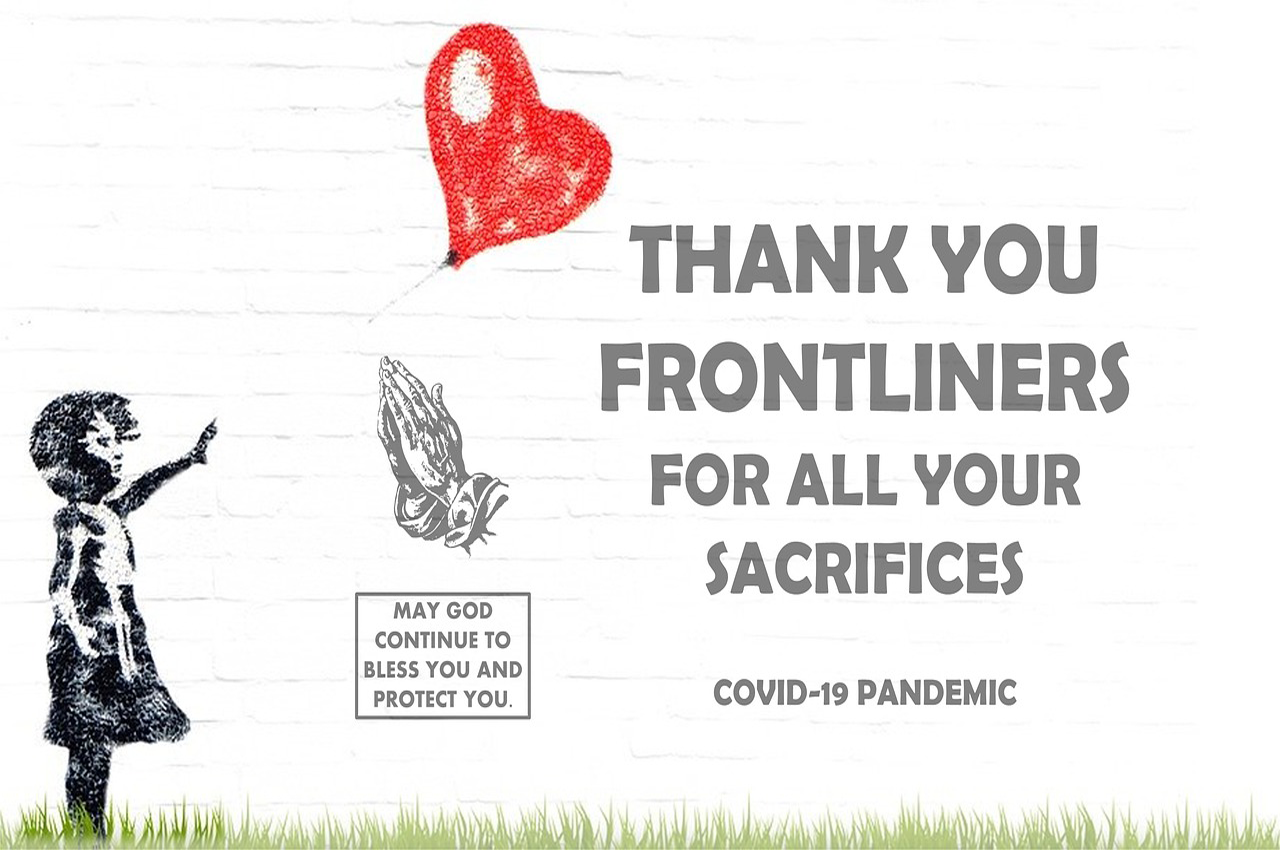 THANK YOU
FRONTLINERS
FOR ALL YOUR
SACRIFICES
MAY GOD
CONTINUE TO
BLESS YOU AND
PROTECT YOU.
COVID-19 PANDEMIC